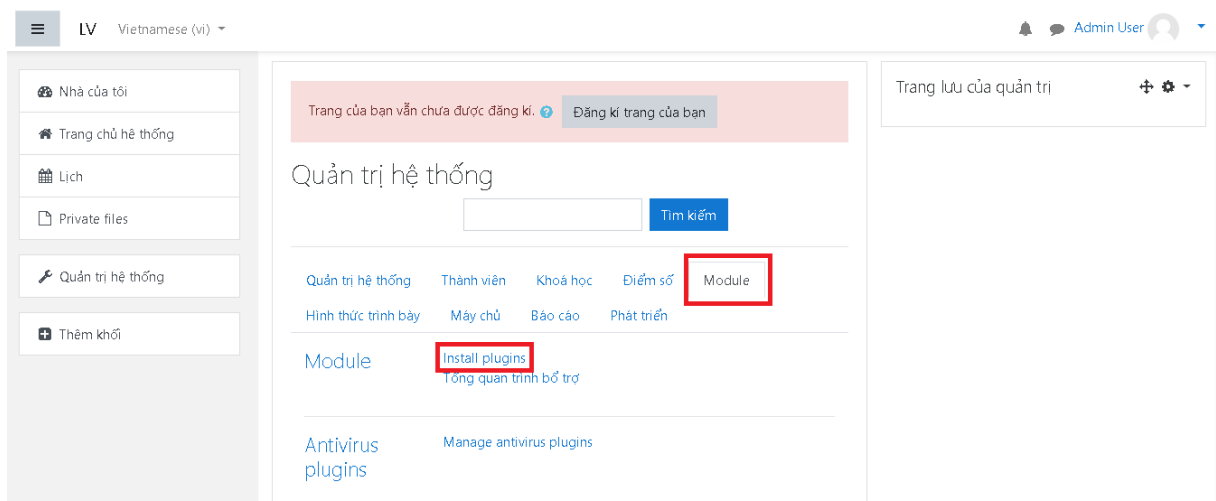 LV Vietnamese (vi)
Admin User
Nhà của tôi
Trang chủ hệ thống
Lịch
Private files
Quản trị hệ thống
Thêm khối
Trang của bạn vẫn chưa được đăng kí. Đăng kí trang của bạn
Quản trị hệ thống
Tìm kiếm
Quản trị hệ thống Thành viên Khoá học Điểm số Module
Hình thức trình bày Máy chủ Báo cáo Phát triển
Module
Install plugins
Tổng quan trình bổ trợ
Antivirus
plugins
Manage antivirus plugins
Trang lưu của quản trị